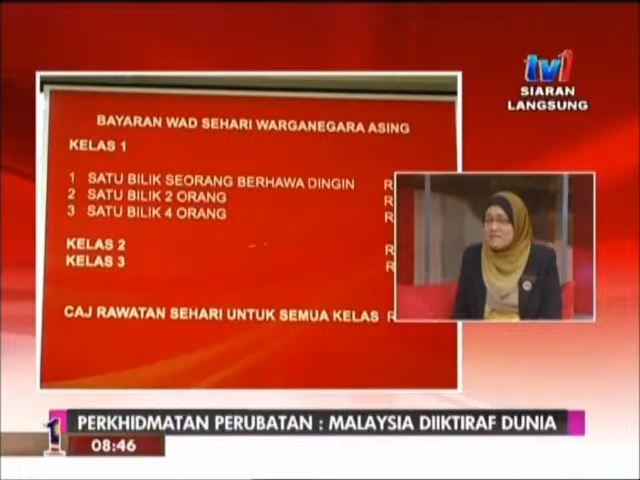 tv1
SIARAN
LANGSUNG
BAYARAN WAD SEHARI WARGANEGARA ASING
KELAS 1
1 SATU BILIK SEORANG BERHAWA DINGIN R
2 SATU BILIK 2 ORANG R
3 SATU BILIK 4 ORANG R
KELAS 2 R
KELAS 3 R
CAJ RAWATAN SEHARI UNTUK SEMUA KELAS R
1 PERKHIDMATAN PERUBATAN : MALAYSIA DIIKTIRAF DUNIA
08:46